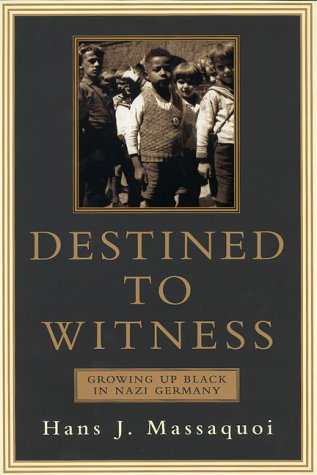 DESTINED
TO
WITNESS
GROWING UP BLACK
IN NAZI GERMANY
Hans J. Massaquoi